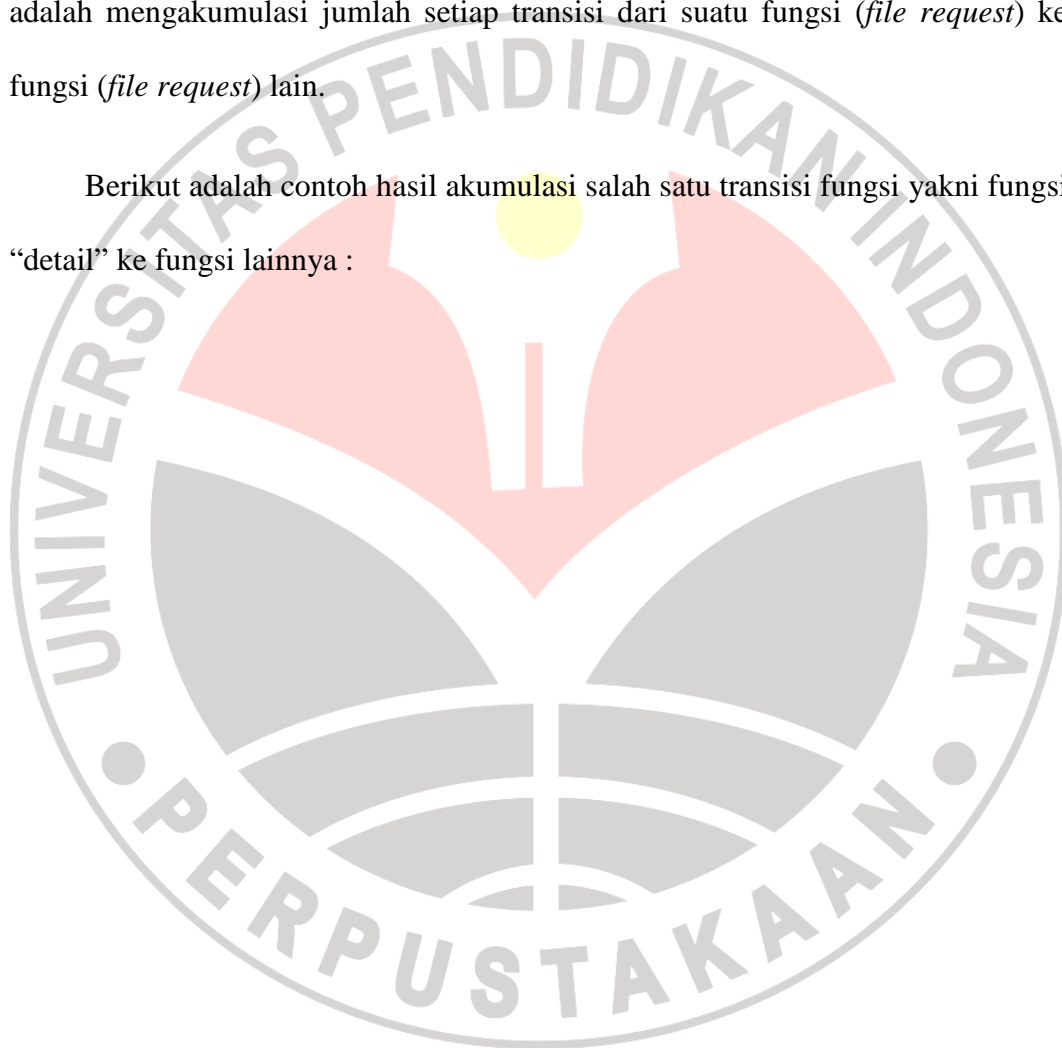 adalah mengakumulasi jumlah setiap transisi dari suatu fungsi (file request) ke
fungsi (file request) lain.
Berikut adalah contoh hasil akumulasi salah satu transisi fungsi yakni fungsi
“detail” ke fungsi lainnya :
UNIVERSITAS PENDIDIKAN INDONESIA
PERPUSTAKAAN